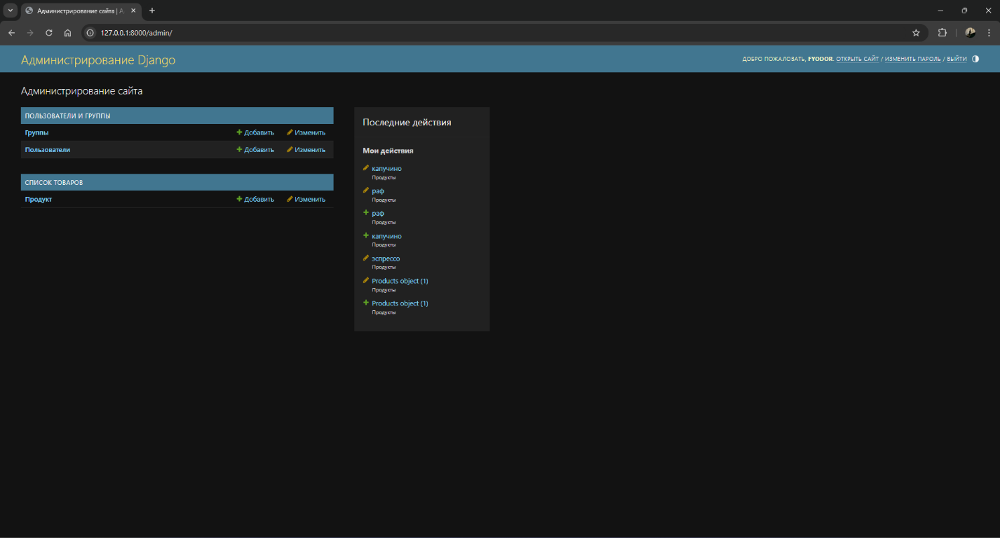 Администрирование сайта | А
127.0.0.1:8000/admin/
Администрирование Django
ДОБРО ПОЖАЛОВАТЬ, FYODOR. ОТКРЫТЬ САЙТ / ИЗМЕНИТЬ ПАРОЛЬ / ВЫЙТИ
Администрирование сайта
ПОЛЬЗОВАТЕЛИ И ГРУППЫ
Группы Добавить Изменить
Пользователи Добавить Изменить
СПИСОК ТОВАРОВ
Продукт Добавить Изменить
Последние действия
Мои действия
капучино
Продукты
раф
Продукты
раф
Продукты
капучино
Продукты
эспрессо
Продукты
Products object (1)
Продукты
Products object (1)
Продукты